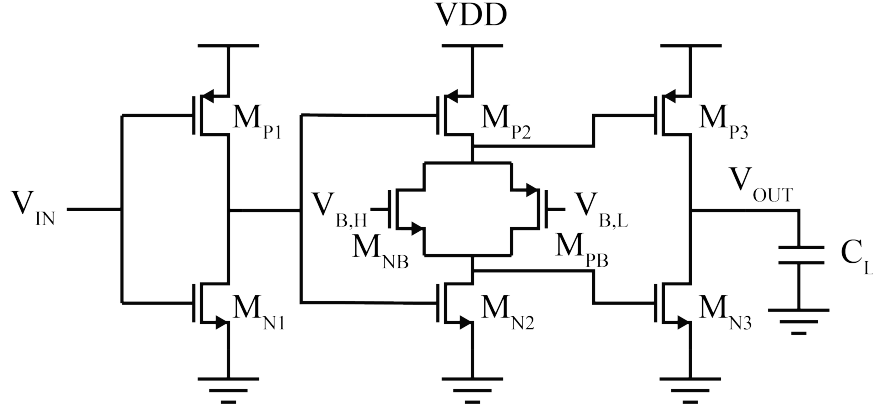 VDD
M_P1
M_P2
M_P3
V_IN
V_B,H
V_B,L
V_OUT
M_NB
M_PB
C_L
M_N1
M_N2
M_N3